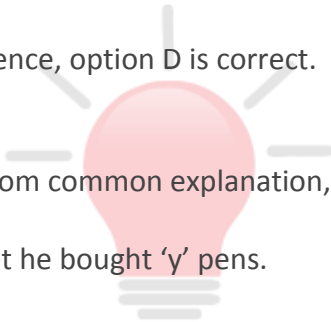 ence, option D is correct.
om common explanation,
t he bought ‘y’ pens.